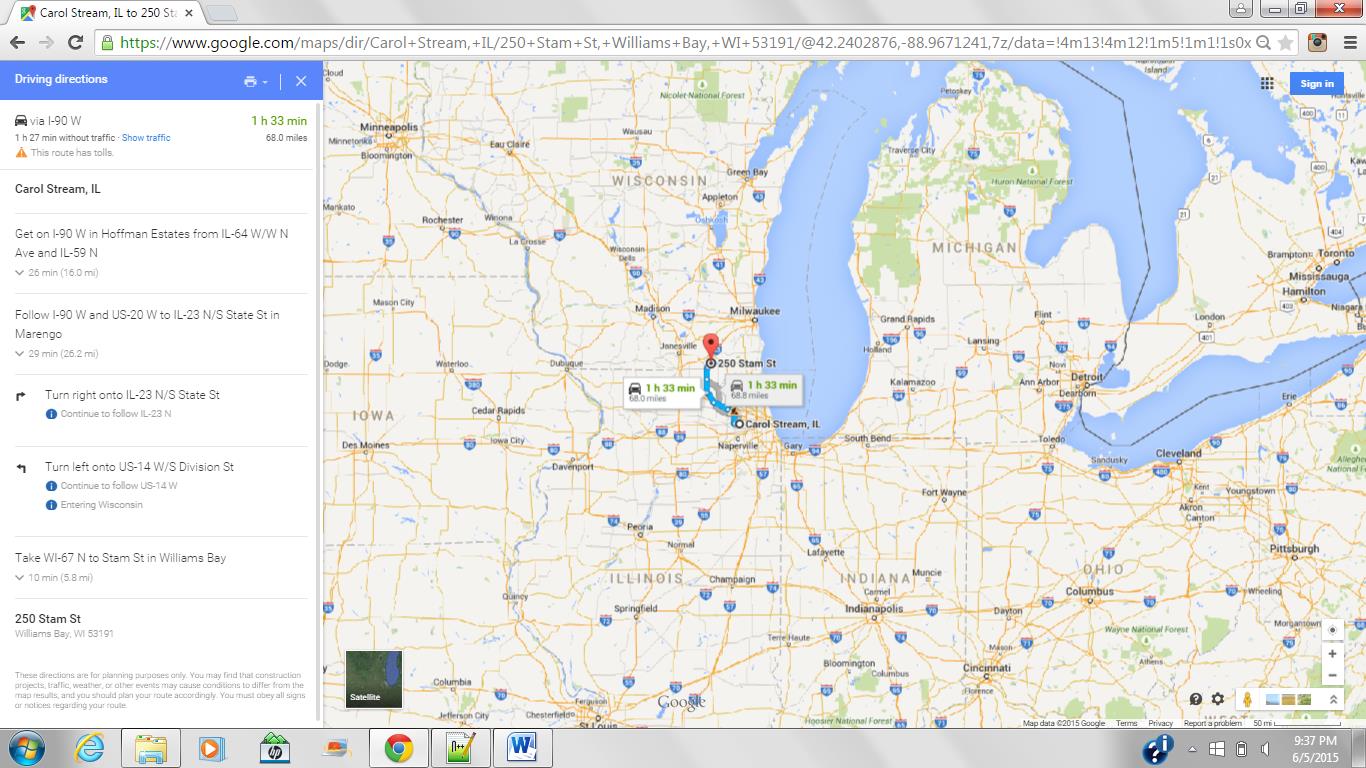 Carol Stream, IL to 250 Sta
https://www.google.com/maps/dir/Carol+Stream,+IL/250+Stam+St,+Williams+Bay,+WI+53191/@42.2402876,-88.9671241,7z/data=!4m13!4m12!1m5!1m1!1s0x
Driving directions
via I-90 W 1 h 33 min
1 h 27 min without traffic · Show traffic 68.0 miles
This route has tolls.
Carol Stream, IL
Get on I-90 W in Hoffman Estates from IL-64 W/W N
Ave and IL-59 N
26 min (16.0 mi)
Follow I-90 W and US-20 W to IL-23 N/S State St in
Marengo
29 min (26.2 mi)
Turn right onto IL-23 N/S State St
Continue to follow IL-23 N
Turn left onto US-14 W/S Division St
Continue to follow US-14 W
Entering Wisconsin
Take WI-67 N to Stam St in Williams Bay
10 min (5.8 mi)
250 Stam St
Williams Bay, WI 53191
These directions are for planning purposes only. You may find that construction
projects, traffic, weather, or other events may cause conditions to differ from the
map results, and you should plan your route accordingly. You must obey all signs
or notices regarding your route.
Sign in
Cloud
Nicolet National Forest
Petoskey
Island
Minneapolis
Minnetonka
Bloomington
Wausau
Eau Claire
Traverse City
Green Bay
WISCONSIN
Huron National Forest
Appleton
Mankato
Rochester
Winona
Oshkosh
La Crosse
Wisconsin
Dells
MICHIGAN
Brampton
Toronto
Mississauga
Hamilton
Mason City
Madison
Milwaukee
Grand Rapids
Flint
London
Janesville
Holland
Lansing
250 Stam St
1 h 33 min
68.0 miles
1 h 33 min
68.8 miles
Dodge
Waterloo
Dubuque
Kalamazoo
Ann Arbor
Detroit
Dearborn
Erie
IOWA
Cedar Rapids
Carol Stream, IL
Des Moines
Iowa City
Naperville
Gary
South Bend
Toledo
Sandusky
Cleveland
Davenport
Kent
Akron
Canton
Youngstown
Fort Wayne
Peoria
Normal
Lafayette
Pittsburgh
ILLINOIS
Champaign
INDIANA
Muncie
OHIO
Carmel
Columbus
Wheeling
Quincy
Springfield
Indianapolis
Dayton
Wayne National Forest
Morgantown
Terre Haute
Mason
Athens
Bloomington
Columbus
Cincinnati
Florence
Columbia
Satellite
Jefferson City
Chesterfield
Ferguson
St Louis
Google
Hoosier National Forest
Map data ©2015 Google Terms Privacy Report a problem 50 mi
9:37 PM
6/5/2015